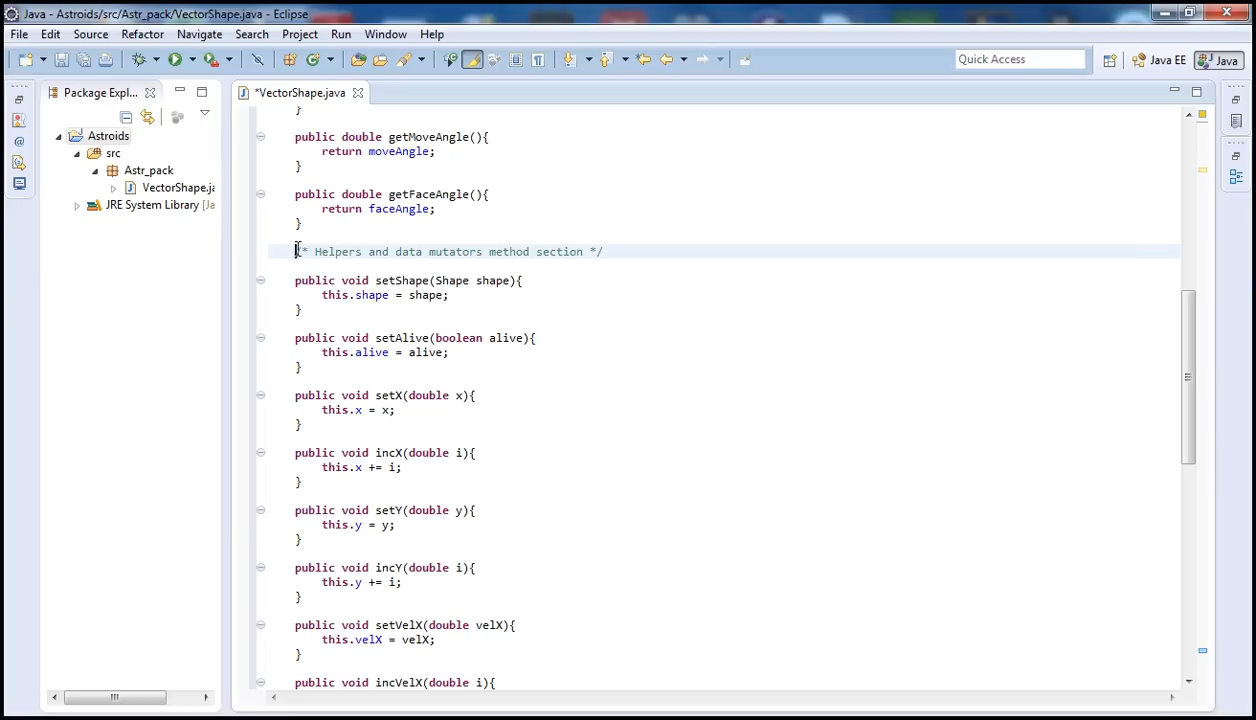 Java - Astroids/src/Astr_pack/VectorShape.java - Eclipse
File Edit Source Refactor Navigate Search Project Run Window Help
Quick Access
Java EE
Java
Package Expl...
*VectorShape.java
Astroids
src
Astr_pack
VectorShape.ja
JRE System Library [Ja
}
public double getMoveAngle(){
return moveAngle;
}
public double getFaceAngle(){
return faceAngle;
}
/* Helpers and data mutators method section */
public void setShape(Shape shape){
this.shape = shape;
}
public void setAlive(boolean alive){
this.alive = alive;
}
public void setX(double x){
this.x = x;
}
public void incX(double i){
this.x += i;
}
public void setY(double y){
this.y = y;
}
public void incY(double i){
this.y += i;
}
public void setVelX(double velX){
this.velX = velX;
}
public void incVelX(double i){